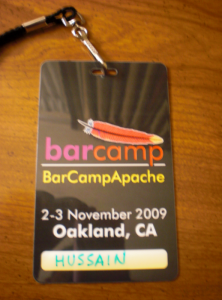 barcamp
BarCampApache
2-3 November 2009
Oakland, CA
HUSSAIN